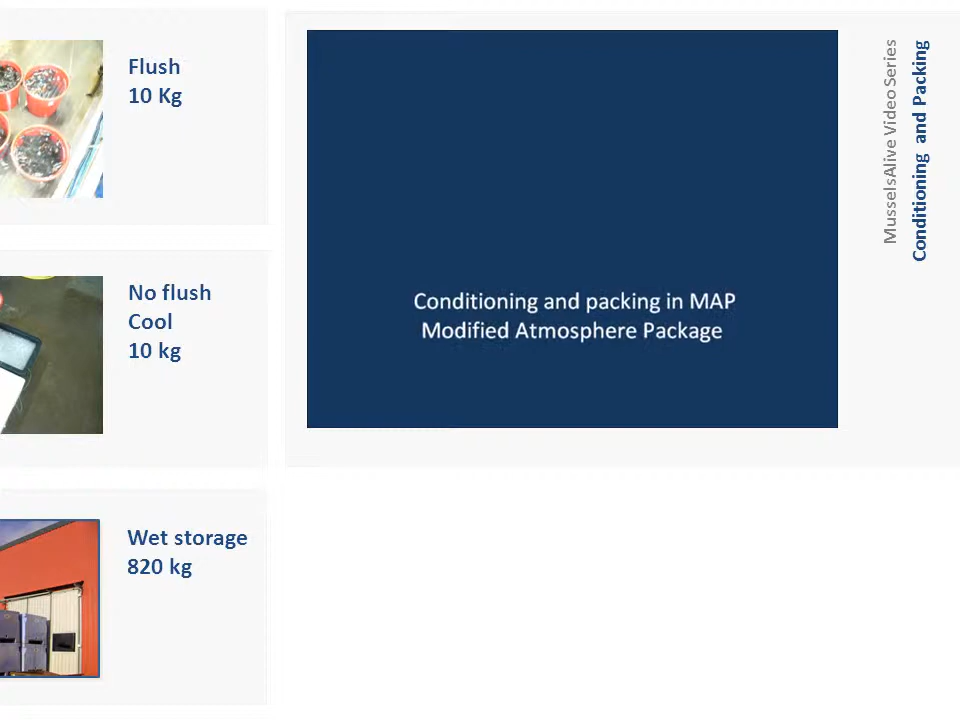 Flush
10 Kg
No flush
Cool
10 kg
Wet storage
820 kg
Conditioning and packing in MAP
Modified Atmosphere Package
MusselsAlive Video Series
Conditioning and Packing